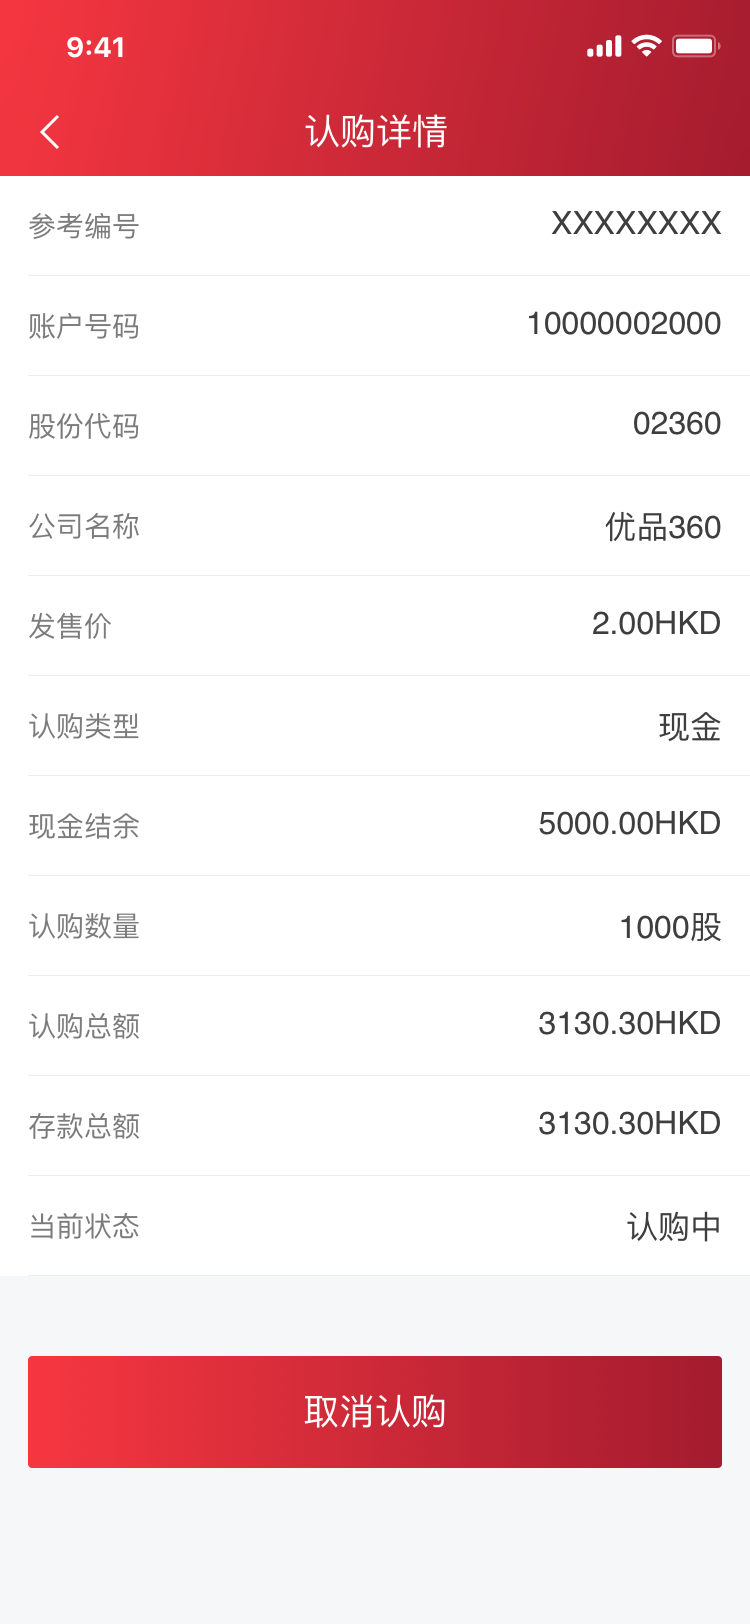 9:41
认购详情
参考编号 XXXXXXXX
账户号码 10000002000
股份代码 02360
公司名称 优品360
发售价 2.00HKD
认购类型 现金
现金结余 5000.00HKD
认购数量 1000股
认购总额 3130.30HKD
存款总额 3130.30HKD
当前状态 认购中
取消认购